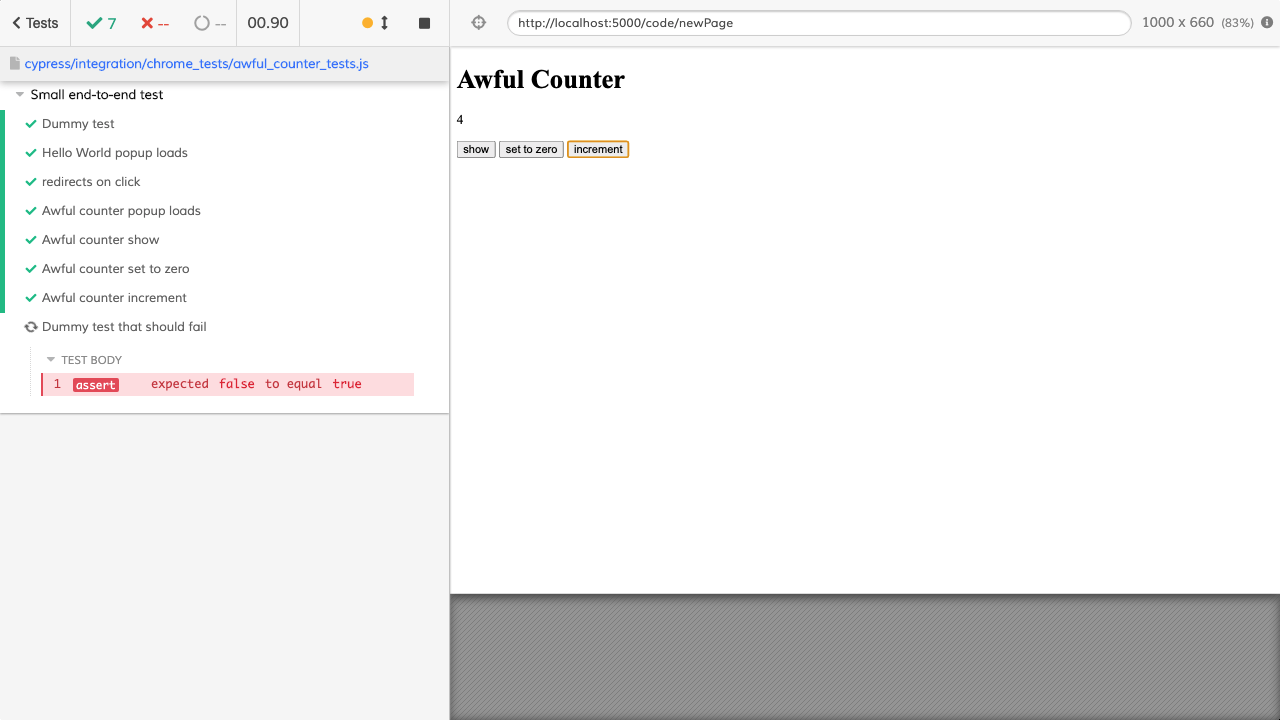 Tests 7 -- -- 00.90
cypress/integration/chrome_tests/awful_counter_tests.js
Small end-to-end test
Dummy test
Hello World popup loads
redirects on click
Awful counter popup loads
Awful counter show
Awful counter set to zero
Awful counter increment
Dummy test that should fail
TEST BODY
1 assert expected false to equal true
http://localhost:5000/code/newPage 1000 x 660 (83%)
Awful Counter
4
show set to zero increment